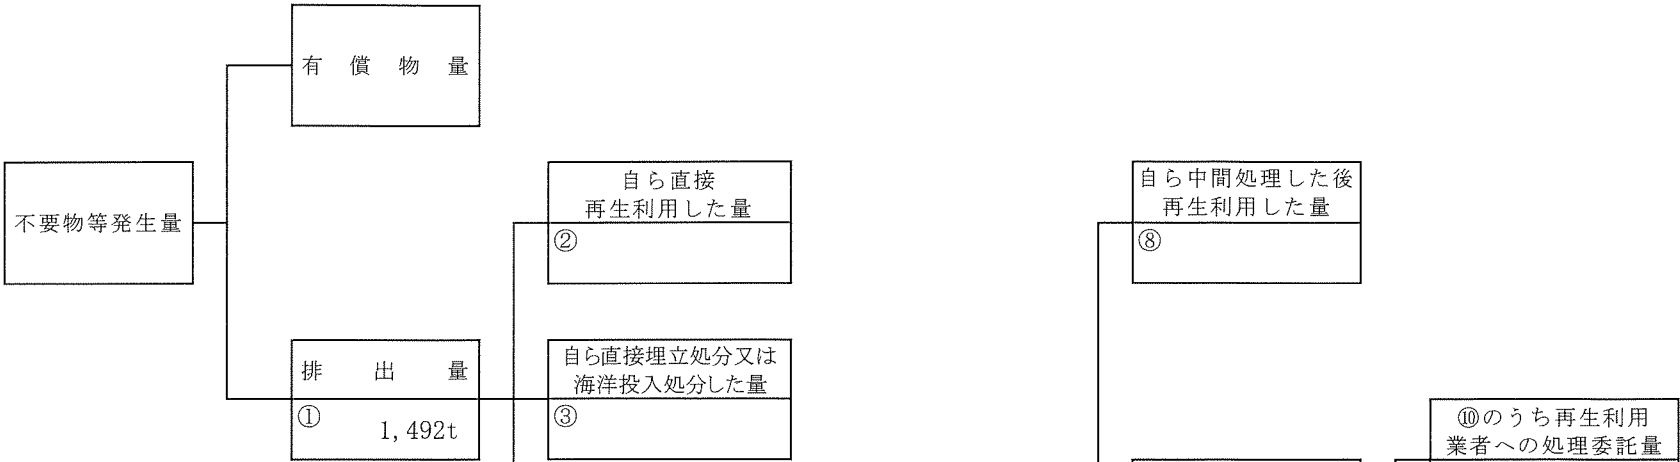 有償物量
不要物等発生量
自ら直接
再生利用した量
②
自ら中間処理した後
再生利用した量
⑧
排出量
①
1,492t
自ら直接埋立処分又は
海洋投入処分した量
③
⑩のうち再生利用
業者への処理委託量